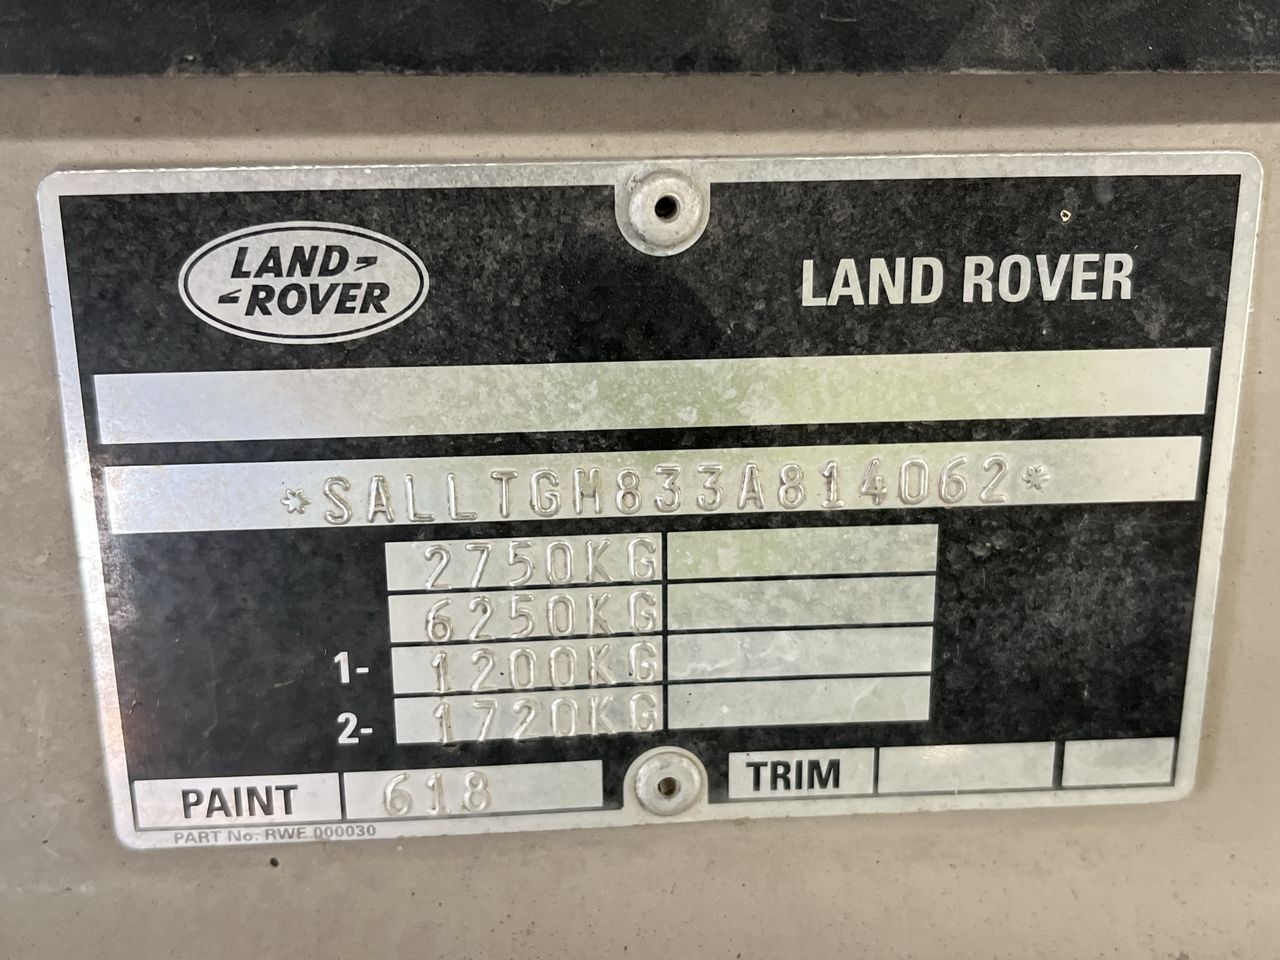 LAND-
-ROVER
LAND ROVER
*SALLTGM833A814062*
2750KG
6250KG
1- 1200KG
2- 1720KG
PAINT 618 TRIM
PART No. RWE 000030